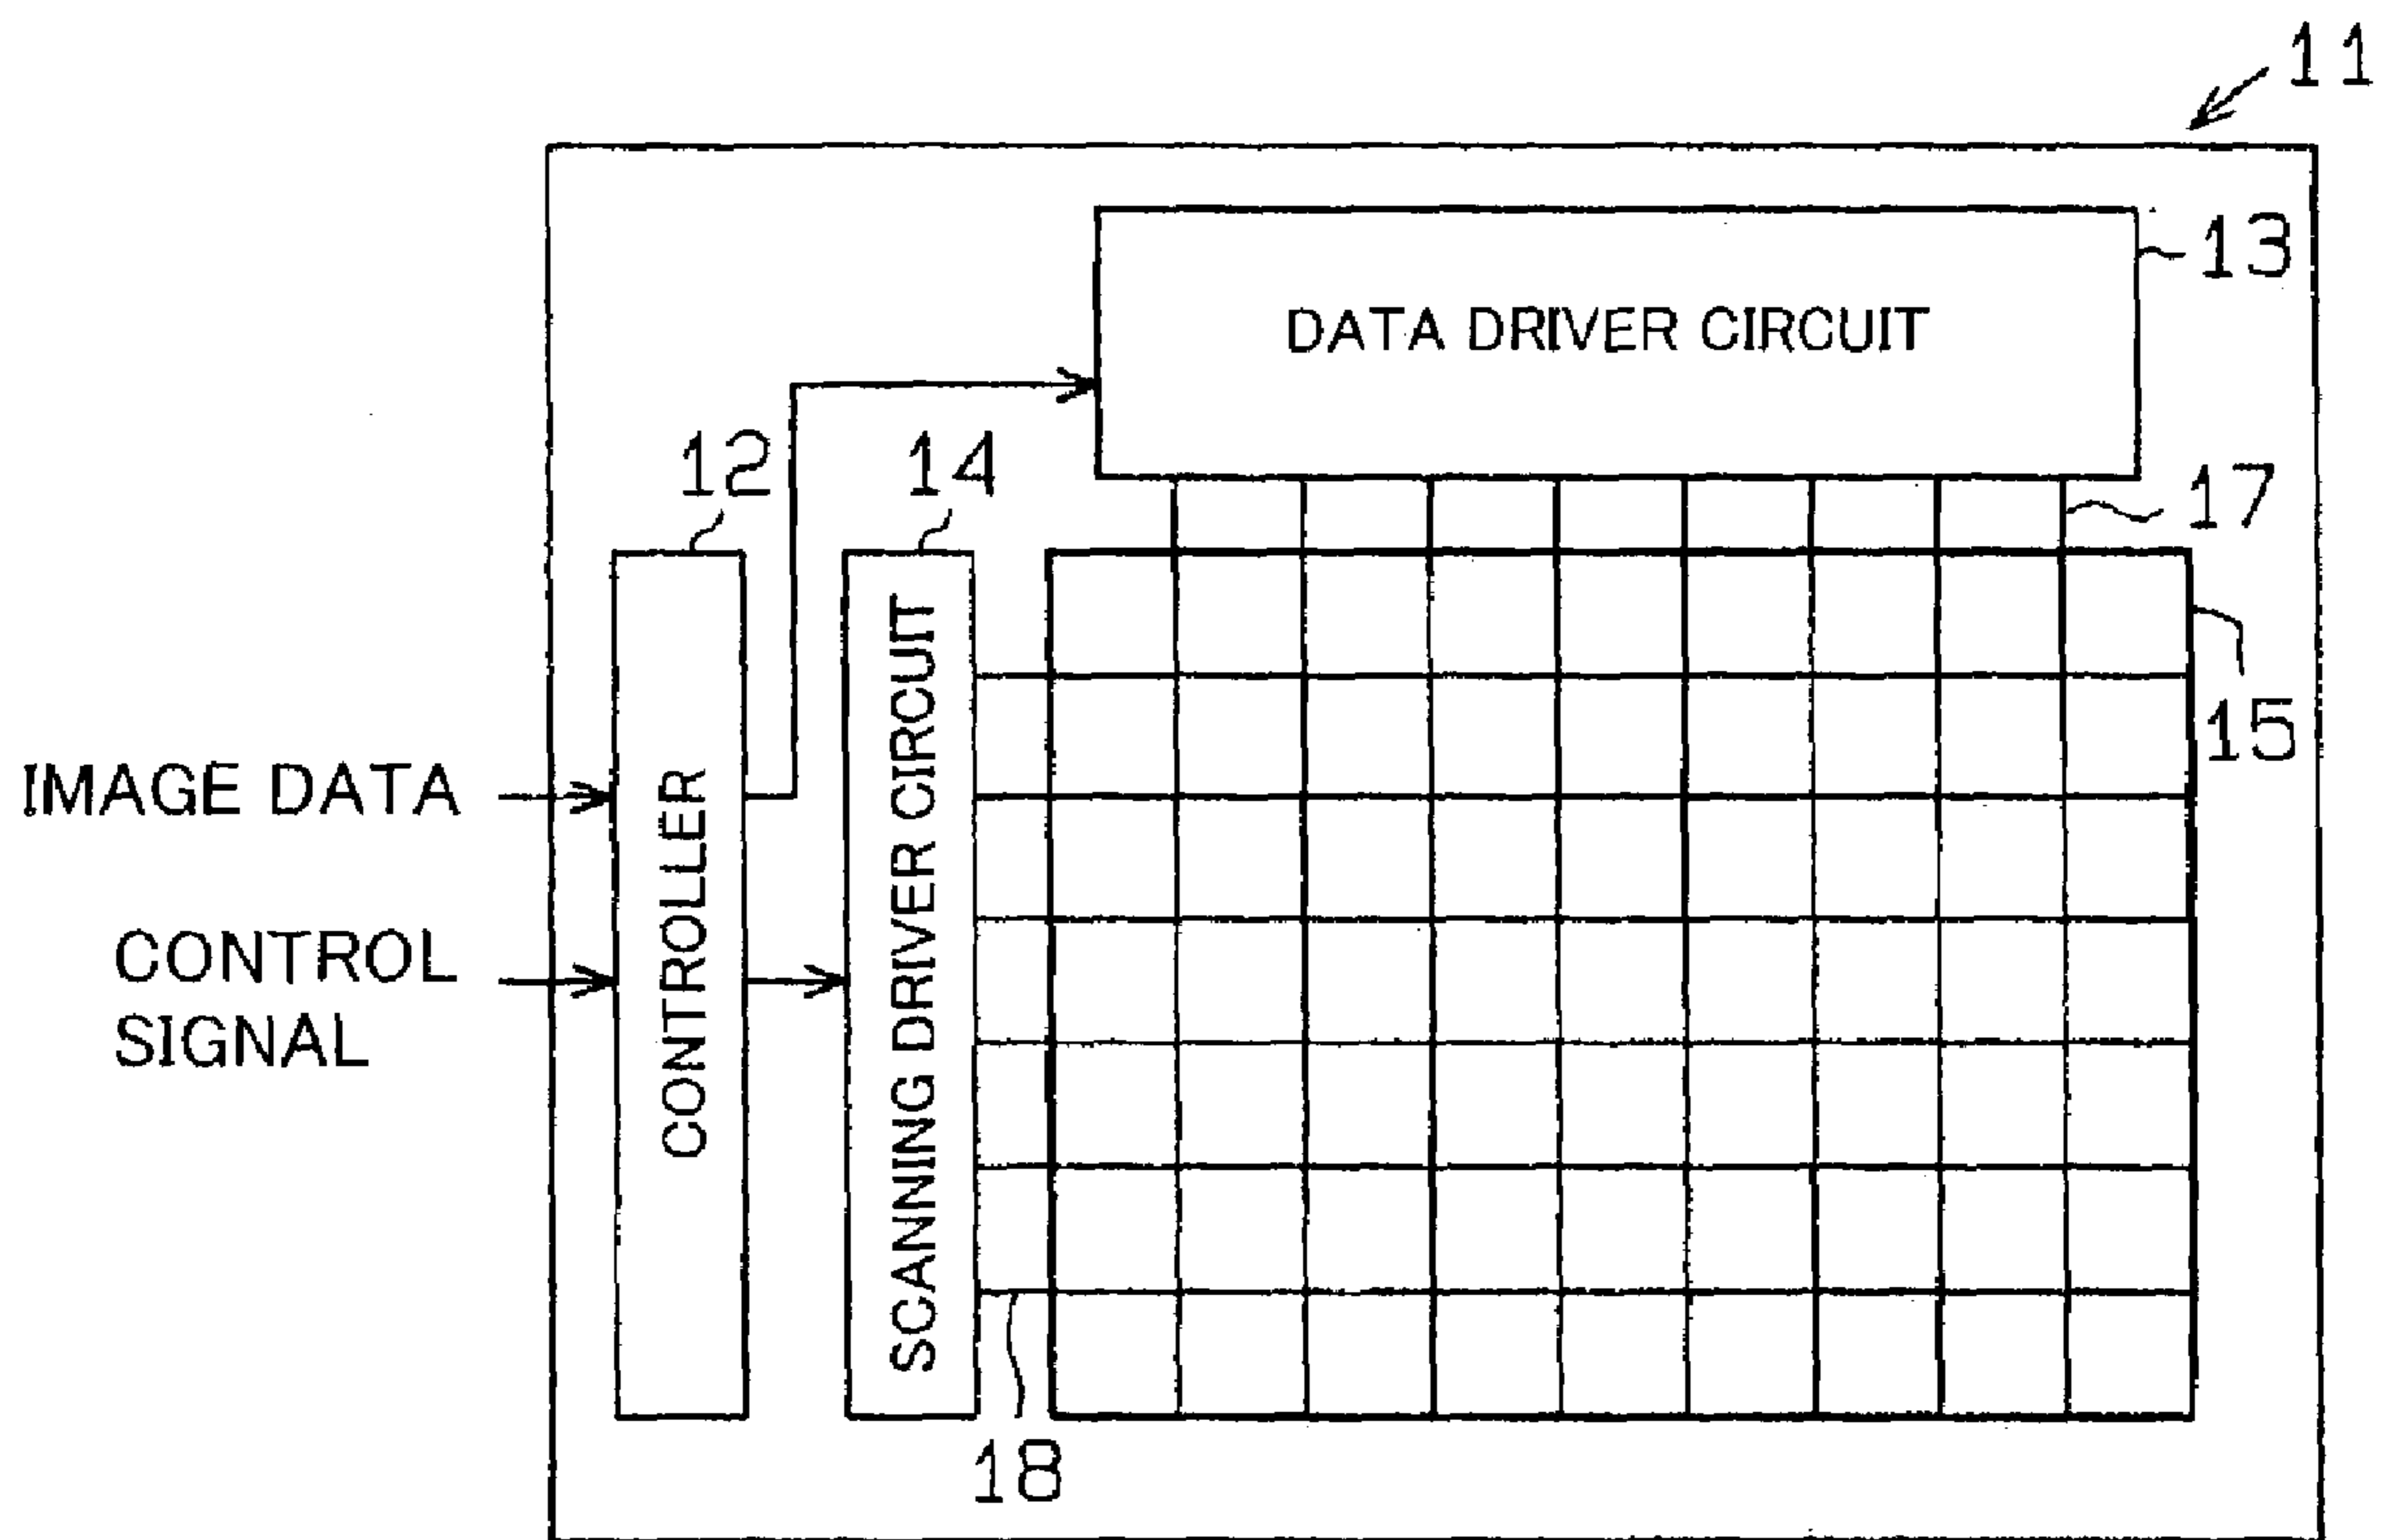 11
13
DATA DRIVER CIRCUIT
12
14
17
15
IMAGE DATA
CONTROL
SIGNAL
CONTROLLER
SCANNING DRIVER CIRCUIT
18